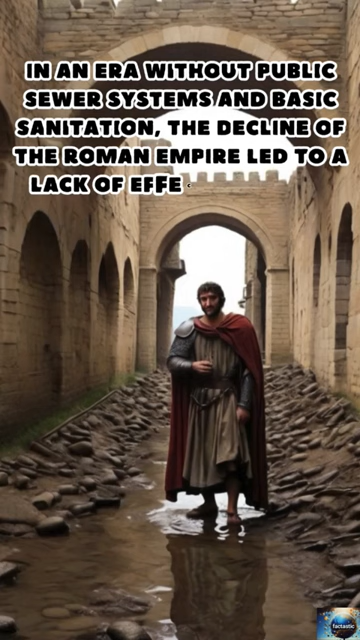 IN AN ERA WITHOUT PUBLIC
SEWER SYSTEMS AND BASIC
SANITATION, THE DECLINE OF
THE ROMAN EMPIRE LED TO A
LACK OF EFFE
factastic